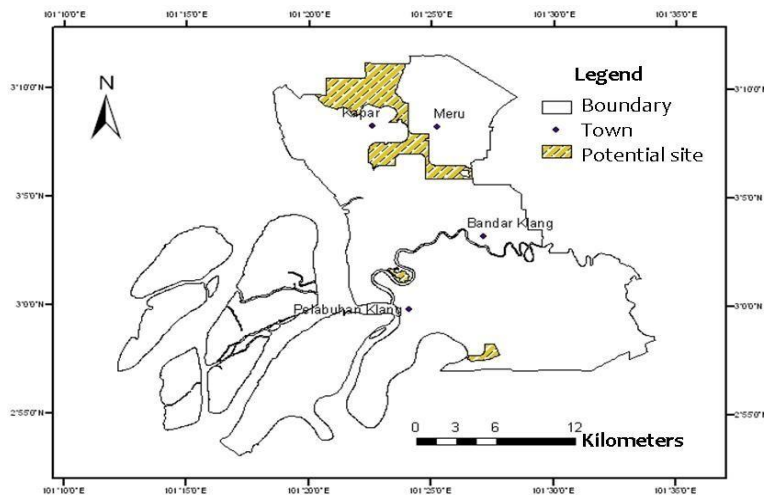 101°10'0"E 101°15'0"E 101°20'0"E 101°25'0"E 101°30'0"E 101°35'0"E
N
Legend
Boundary
Town
Potential site
3°10'0"N 3°10'0"N
Kapar Meru
3°5'0"N 3°5'0"N
Bandar Klang
3°0'0"N 3°0'0"N
Pelabuhan Klang
2°55'0"N 2°55'0"N
0 3 6 12
Kilometers
101°10'0"E 101°15'0"E 101°20'0"E 101°25'0"E 101°30'0"E 101°35'0"E